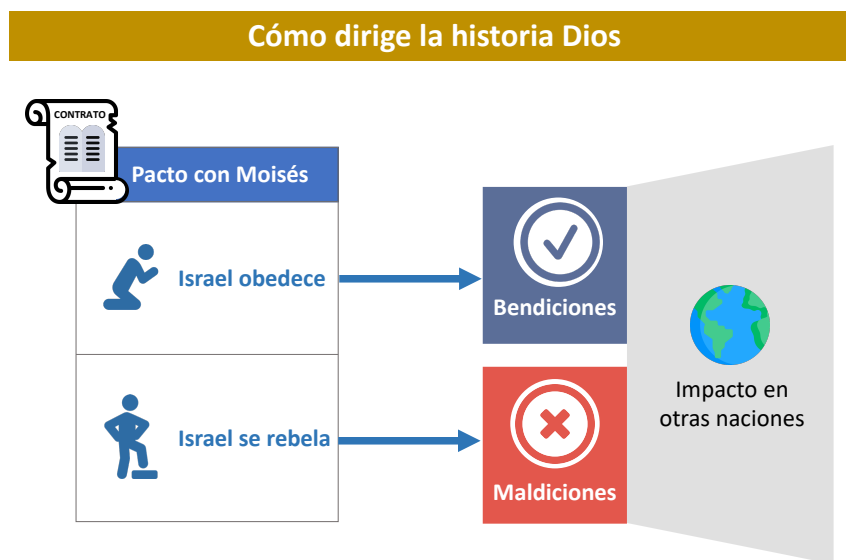 Cómo dirige la historia Dios
CONTRATO
Pacto con Moisés
Israel obedece
Bendiciones
Israel se rebela
Maldiciones
Impacto en
otras naciones